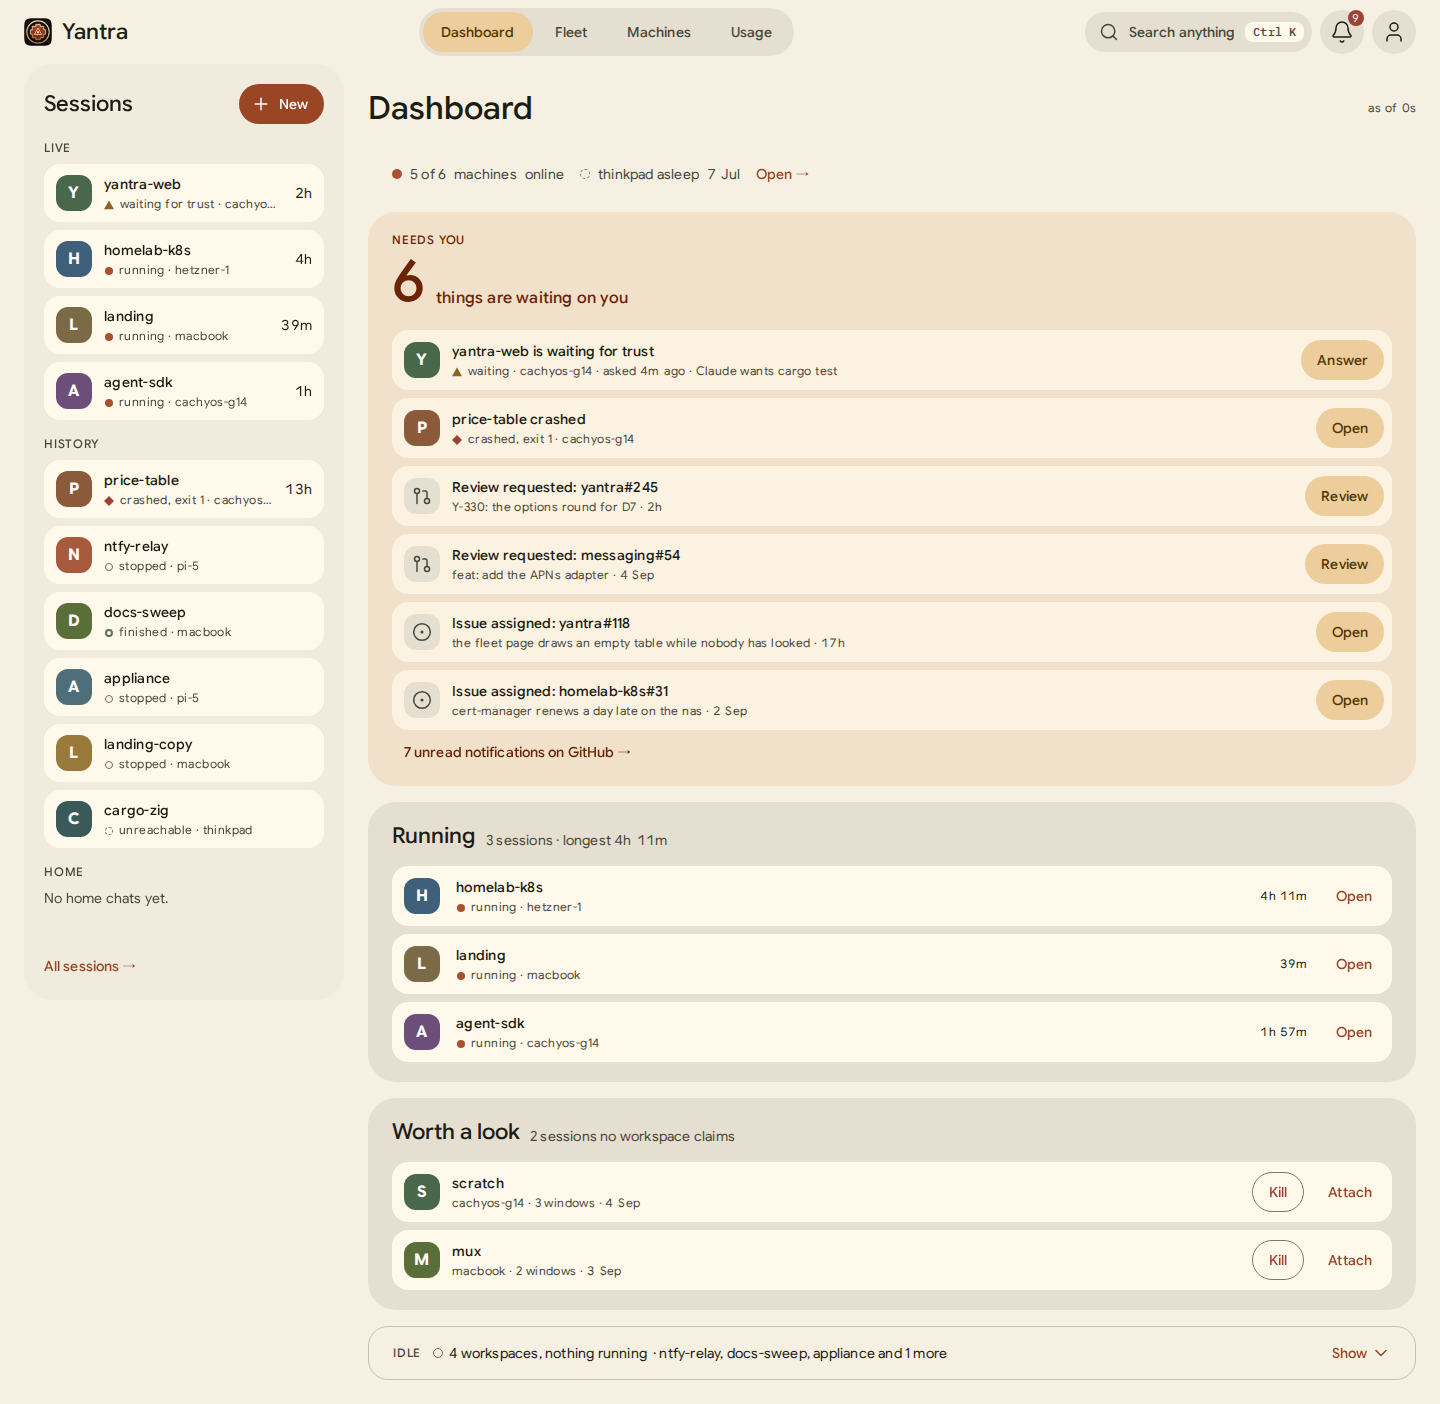 Yantra
Dashboard
Fleet
Machines
Usage
Search anything
Ctrl K
9
Sessions
New
LIVE
Y
yantra-web
waiting for trust · cachyo...
2h
H
homelab-k8s
running · hetzner-1
4h
L
landing
running · macbook
39m
A
agent-sdk
running · cachyos-g14
1h
HISTORY
P
price-table
crashed, exit 1 · cachyos...
13h
N
ntfy-relay
stopped · pi-5
D
docs-sweep
finished · macbook
A
appliance
stopped · pi-5
L
landing-copy
stopped · macbook
C
cargo-zig
unreachable · thinkpad
HOME
No home chats yet.
All sessions →
Dashboard
as of 0s
5 of 6 machines online
thinkpad asleep 7 Jul
Open →
NEEDS YOU
6 things are waiting on you
Y
yantra-web is waiting for trust
waiting · cachyos-g14 · asked 4m ago · Claude wants cargo test
Answer
P
price-table crashed
crashed, exit 1 · cachyos-g14
Open
Review requested: yantra#245
Y-330: the options round for D7 · 2h
Review
Review requested: messaging#54
feat: add the APNs adapter · 4 Sep
Review
Issue assigned: yantra#118
the fleet page draws an empty table while nobody has looked · 17h
Open
Issue assigned: homelab-k8s#31
cert-manager renews a day late on the nas · 2 Sep
Open
7 unread notifications on GitHub →
Running
3 sessions · longest 4h 11m
H
homelab-k8s
running · hetzner-1
4h 11m
Open
L
landing
running · macbook
39m
Open
A
agent-sdk
running · cachyos-g14
1h 57m
Open
Worth a look
2 sessions no workspace claims
S
scratch
cachyos-g14 · 3 windows · 4 Sep
Kill
Attach
M
mux
macbook · 2 windows · 3 Sep
Kill
Attach
IDLE
4 workspaces, nothing running · ntfy-relay, docs-sweep, appliance and 1 more
Show